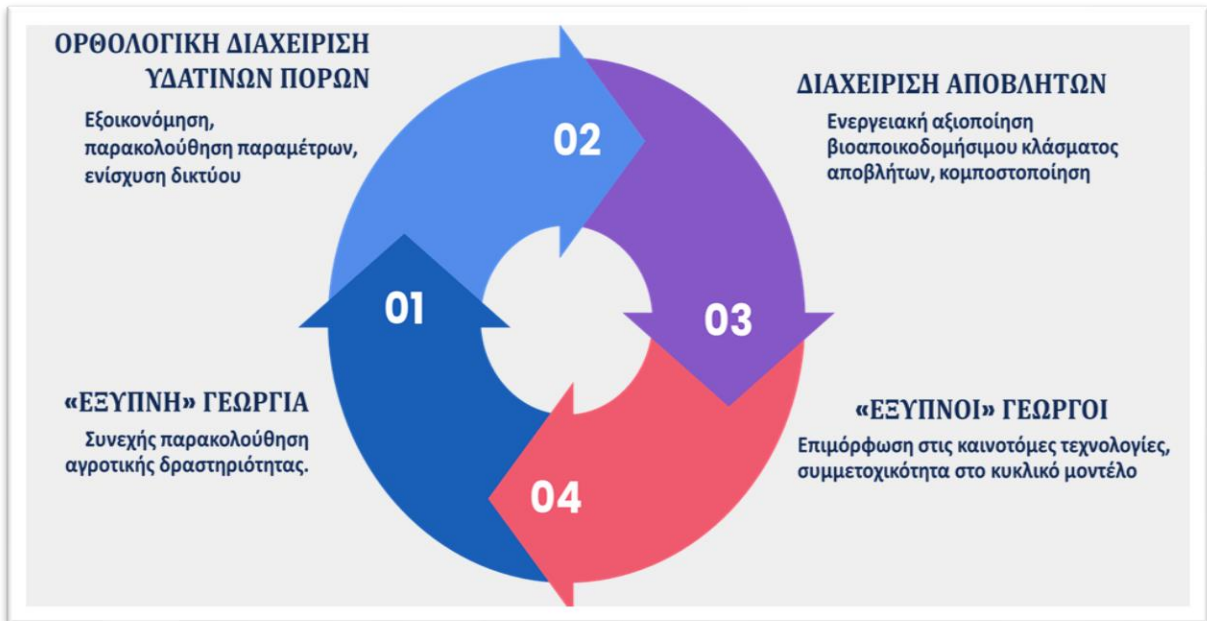 ΟΡΘΟΛΟΓΙΚΗ ΔΙΑΧΕΙΡΙΣΗ
ΥΔΑΤΙΝΩΝ ΠΟΡΩΝ
Εξοικονόμηση,
παρακολούθηση παραμέτρων,
ενίσχυση δικτύου
02
ΔΙΑΧΕΙΡΙΣΗ ΑΠΟΒΛΗΤΩΝ
Ενεργειακή αξιοποίηση
βιοαποικοδομήσιμου κλάσματος
αποβλήτων, κομποστοποίηση
01
03
«ΕΞΥΠΝΗ» ΓΕΩΡΓΙΑ
Συνεχής παρακολούθηση
αγροτικής δραστηριότητας.
«ΕΞΥΠΝΟΙ» ΓΕΩΡΓΟΙ
Επιμόρφωση στις καινοτόμες τεχνολογίες,
συμμετοχικότητα στο κυκλικό μοντέλο
04